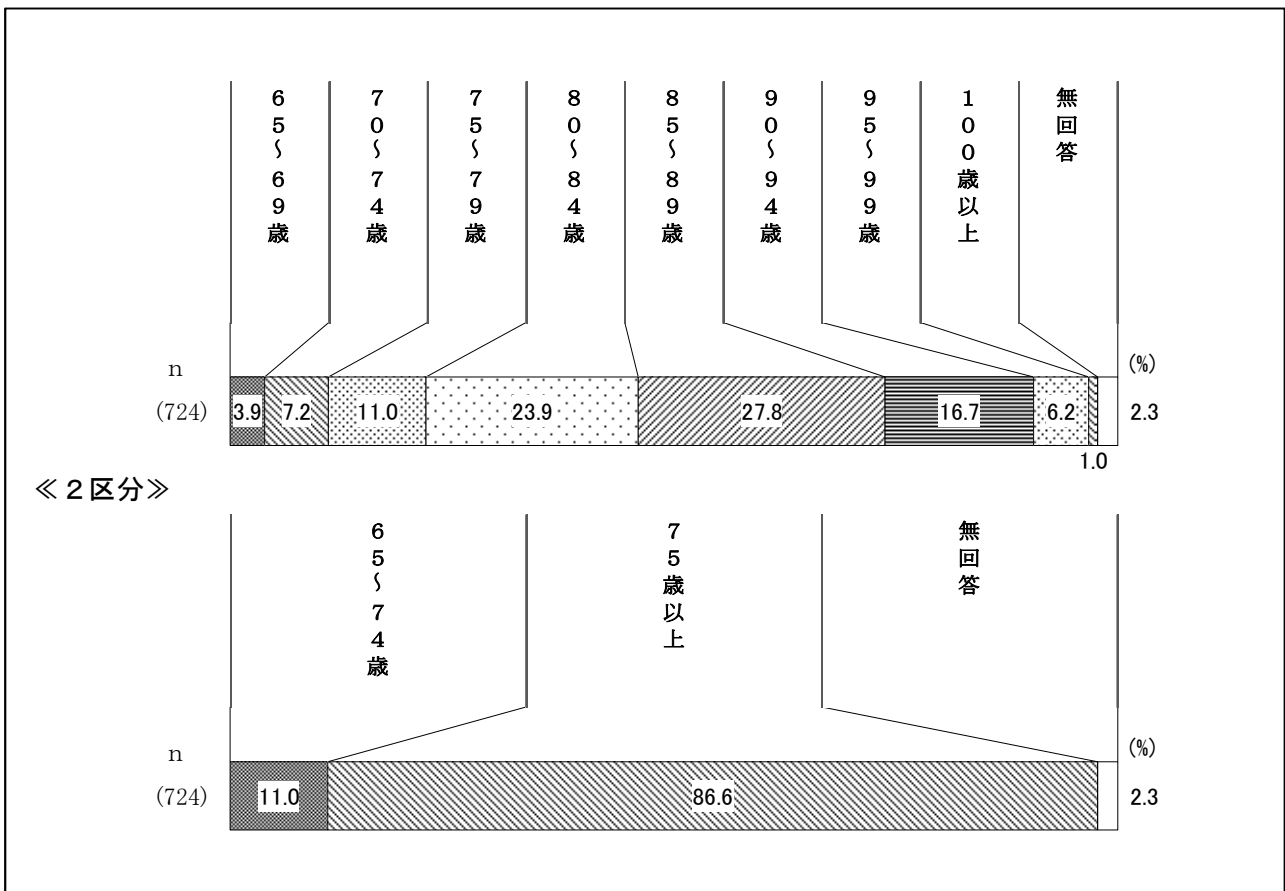 65～69歳
70～74歳
75～79歳
80～84歳
85～89歳
90～94歳
95～99歳
100歳以上
無回答
n
(%)
(724)
3.9
7.2
11.0
23.9
27.8
16.7
6.2
2.3
1.0
≪２区分≫
65～74歳
75歳以上
無回答
n
(%)
(724)
11.0
86.6
2.3